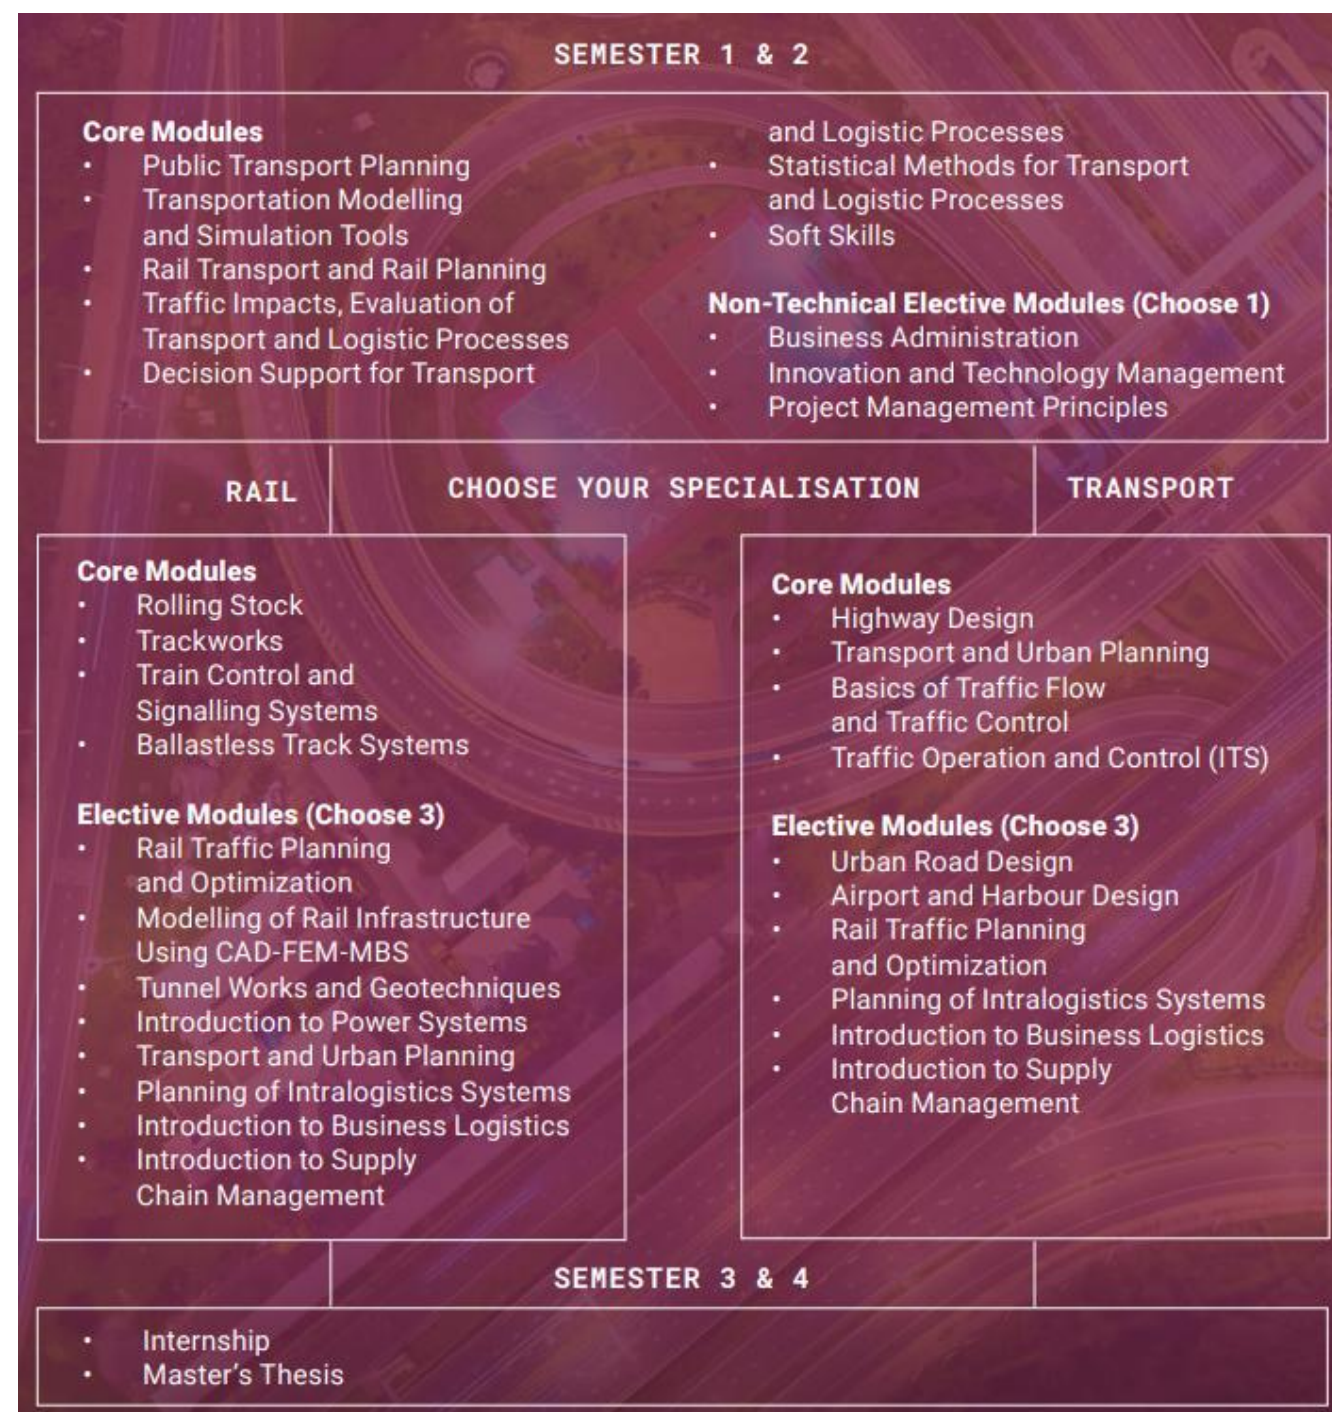 SEMESTER 1 & 2
Core Modules
• Public Transport Planning
• Transportation Modelling
and Simulation Tools
• Rail Transport and Rail Planning
• Traffic Impacts, Evaluation of
Transport and Logistic Processes
• Decision Support for Transport
and Logistic Processes
• Statistical Methods for Transport
and Logistic Processes
• Soft Skills
Non-Technical Elective Modules (Choose 1)
• Business Administration
• Innovation and Technology Management
• Project Management Principles
CHOOSE YOUR SPECIALISATION
RAIL
Core Modules
• Rolling Stock
• Trackworks
• Train Control and
Signalling Systems
• Ballastless Track Systems
Elective Modules (Choose 3)
• Rail Traffic Planning
and Optimization
• Modelling of Rail Infrastructure
Using CAD-FEM-MBS
• Tunnel Works and Geotechniques
• Introduction to Power Systems
• Transport and Urban Planning
• Planning of Intralogistics Systems
• Introduction to Business Logistics
• Introduction to Supply
Chain Management
TRANSPORT
Core Modules
• Highway Design
• Transport and Urban Planning
• Basics of Traffic Flow
and Traffic Control
• Traffic Operation and Control (ITS)
Elective Modules (Choose 3)
• Urban Road Design
• Airport and Harbour Design
• Rail Traffic Planning
and Optimization
• Planning of Intralogistics Systems
• Introduction to Business Logistics
• Introduction to Supply
Chain Management
SEMESTER 3 & 4
• Internship
• Master's Thesis